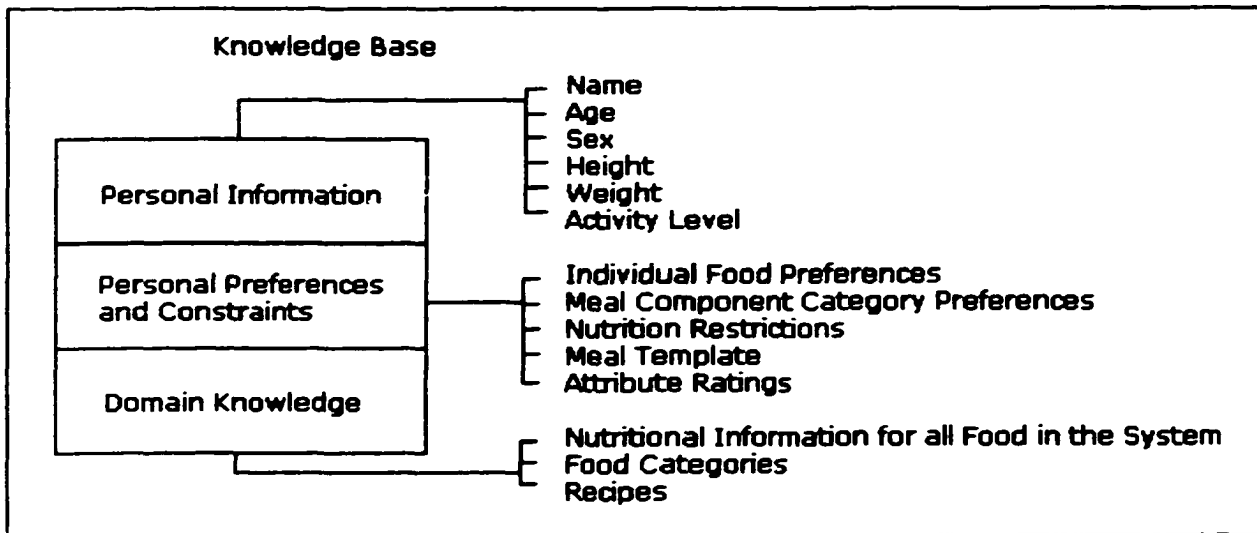 Knowledge Base
Name
Age
Sex
Height
Weight
Activity Level
Personal Information
Individual Food Preferences
Meal Component Category Preferences
Nutrition Restrictions
Meal Template
Attribute Ratings
Personal Preferences
and Constraints
Nutritional Information for all Food in the System
Food Categories
Recipes
Domain Knowledge